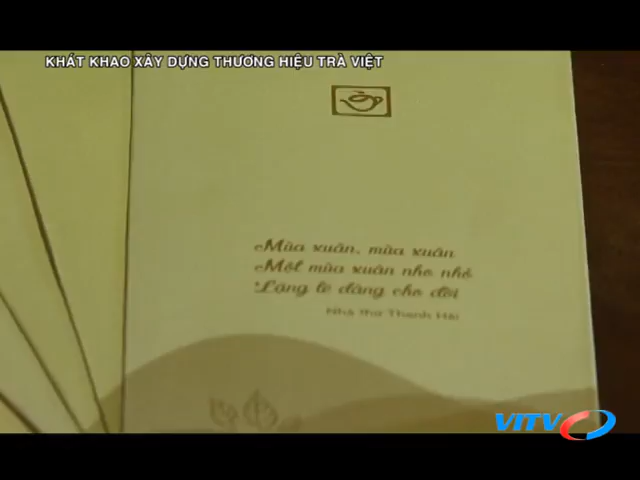 KHÁT KHAO XÂY DỰNG THƯƠNG HIỆU TRÀ VIỆT
Mùa xuân, mùa xuân
Một mùa xuân nho nhỏ
Lặng lẽ dâng cho đời
Nhà thơ Thanh Hải
VITV